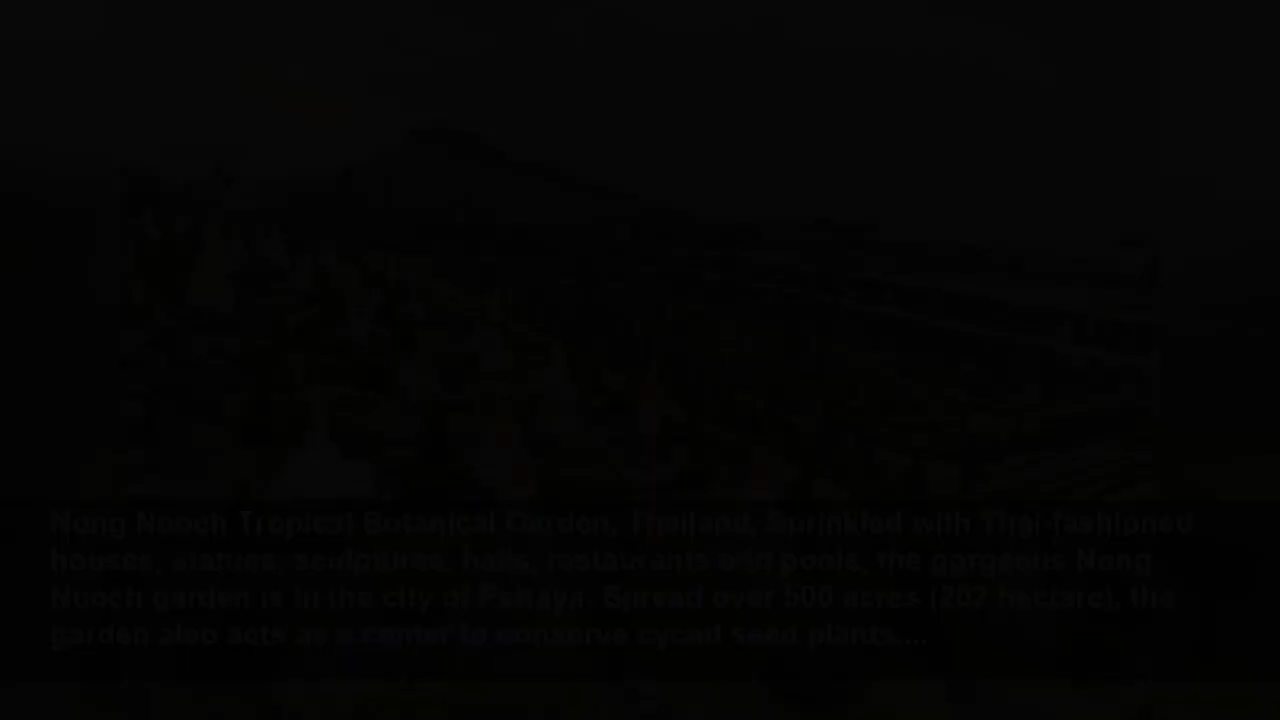 Nong Nooch Tropical Botanical Garden, Thailand. Sprinkled with Thai-fashioned
houses, statues, sculptures, halls, restaurants and pools, the gorgeous Nong
Nooch garden is in the city of Pattaya. Spread over 500 acres (202 hectare), the
garden also acts as a center to conserve cycad seed plants....